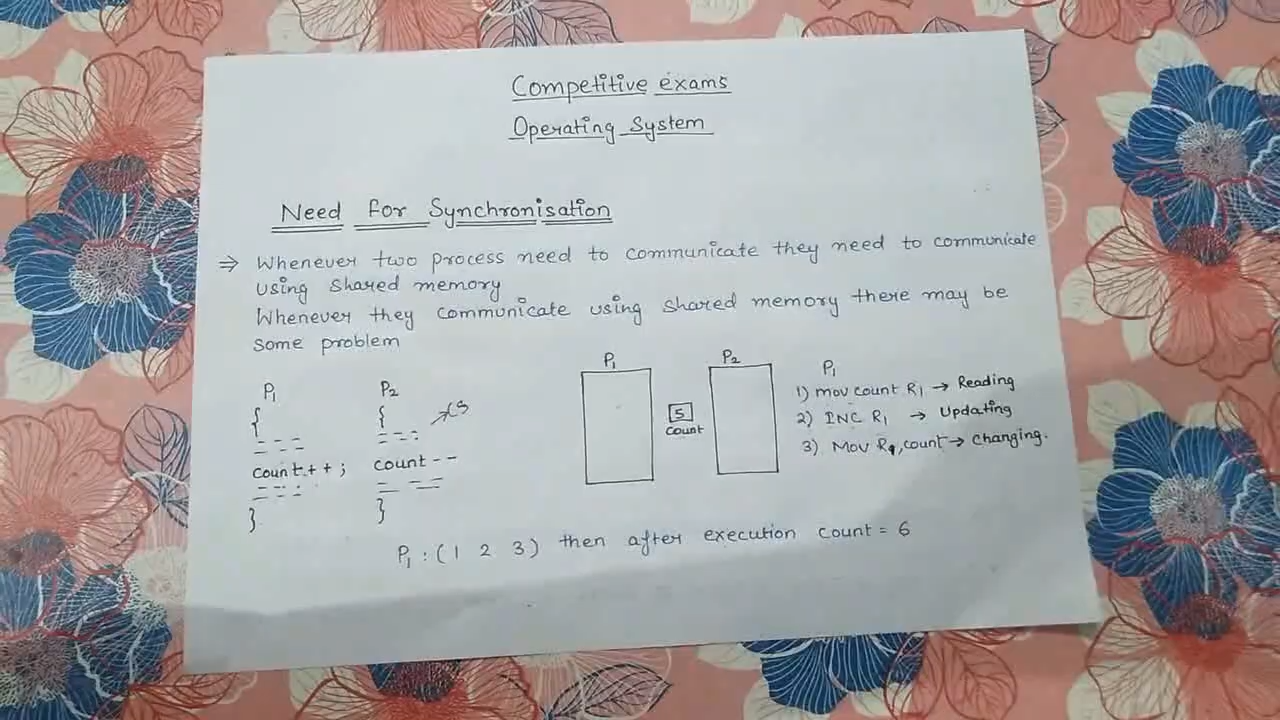 Competitive exams
Operating System
Need for Synchronisation
⇒ Whenever two process need to communicate they need to communicate
using shared memory
Whenever they communicate using shared memory there may be
some problem
P1
{
count++;
}
P2
{ → CS
count--
}
P1
5
count
P2
P1
1) mov count R1 → Reading
2) INC R1 → Updating
3) Mov R1, count → Changing.
P1 : (1 2 3) then after execution count = 6